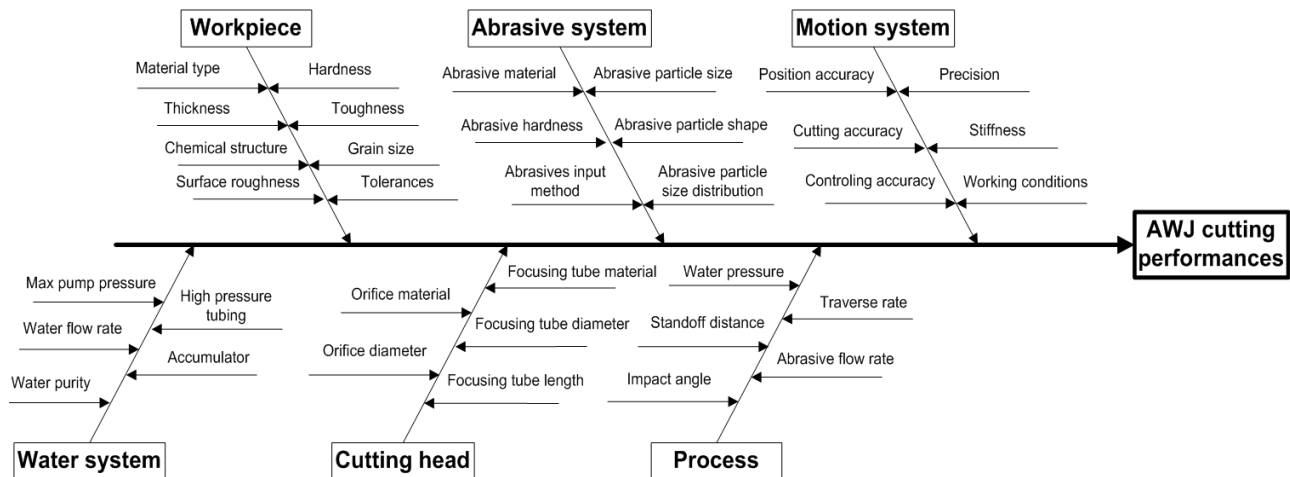 Workpiece
Abrasive system
Motion system
Material type
Hardness
Thickness
Toughness
Chemical structure
Grain size
Surface roughness
Tolerances
Abrasive material
Abrasive particle size
Abrasive hardness
Abrasive particle shape
Abrasives input
method
Abrasive particle
size distribution
Position accuracy
Precision
Cutting accuracy
Stiffness
Controling accuracy
Working conditions
AWJ cutting
performances
Max pump pressure
High pressure
tubing
Water flow rate
Accumulator
Water purity
Focusing tube material
Orifice material
Focusing tube diameter
Orifice diameter
Focusing tube length
Water pressure
Traverse rate
Standoff distance
Abrasive flow rate
Impact angle
Water system
Cutting head
Process